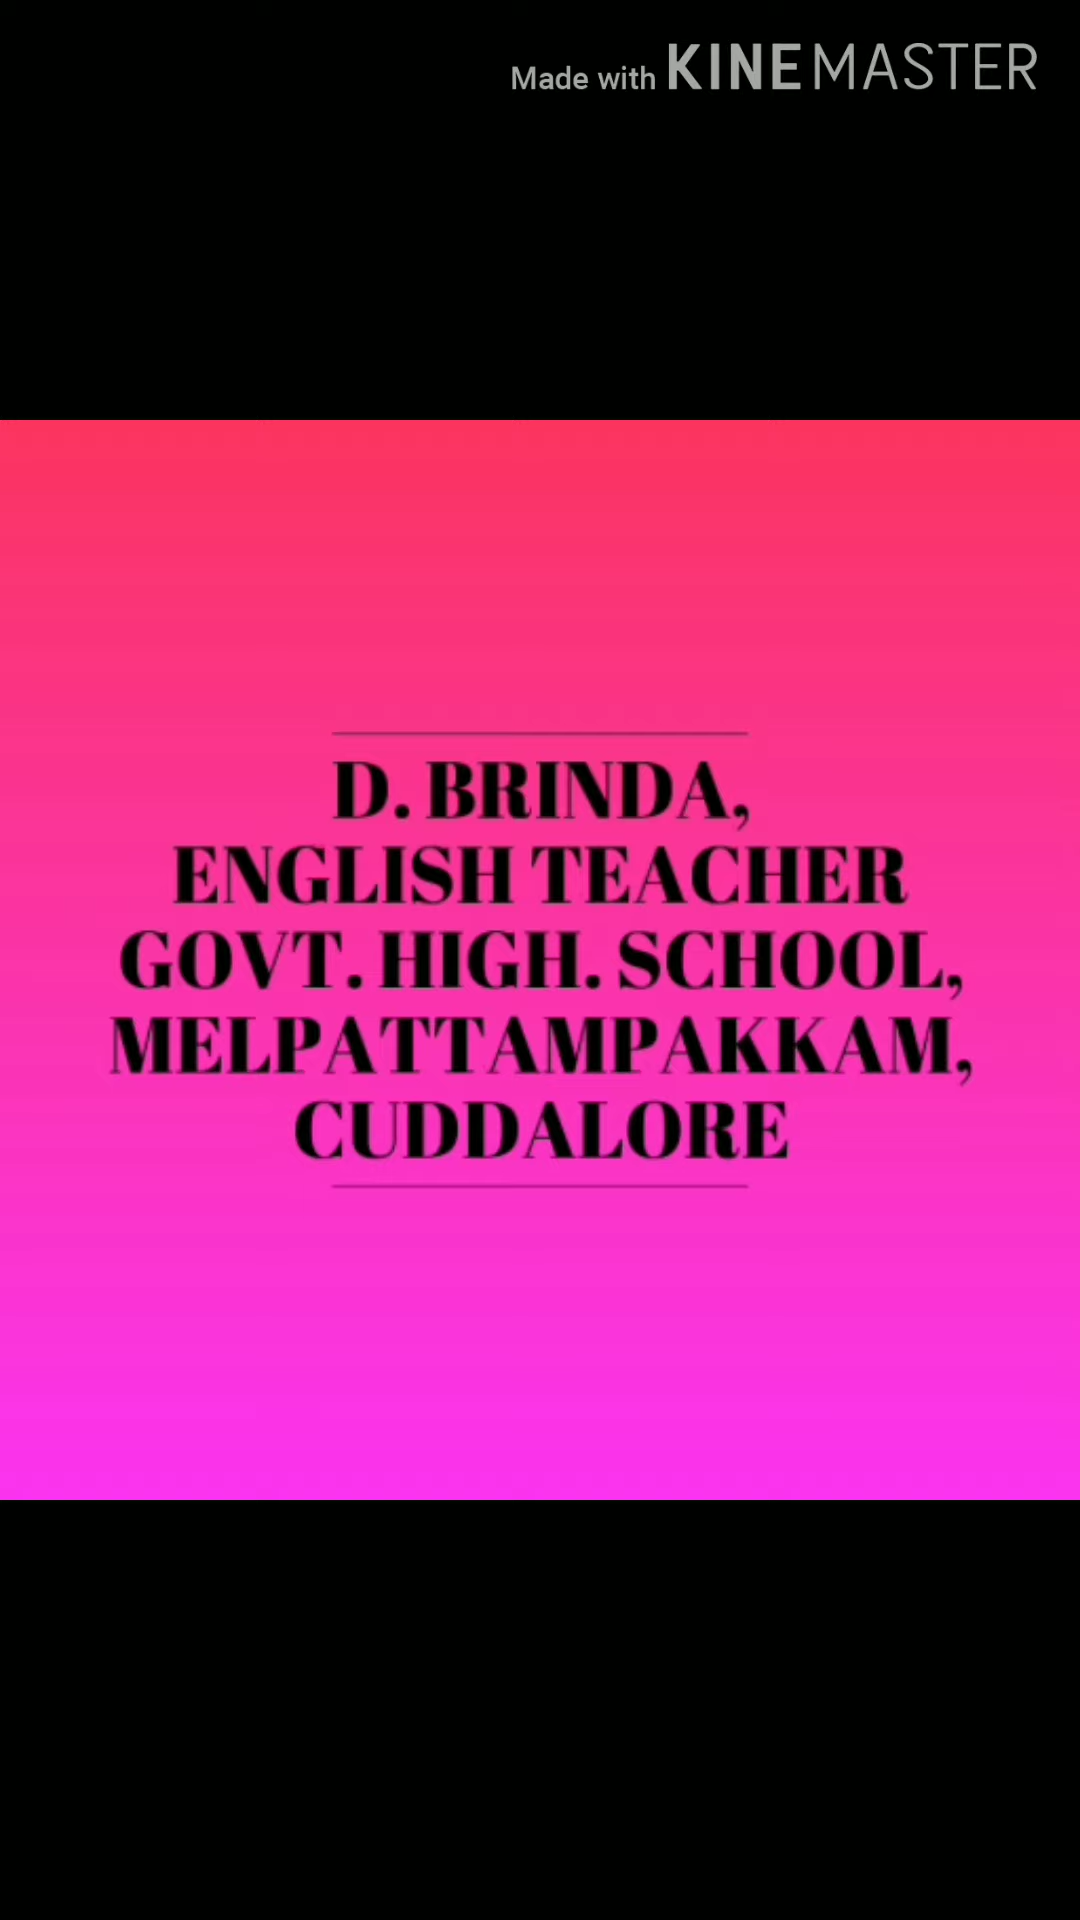 Made with KINEMASTER
D. BRINDA,
ENGLISH TEACHER
GOVT. HIGH. SCHOOL,
MELPATTAMPAKKAM,
CUDDALORE